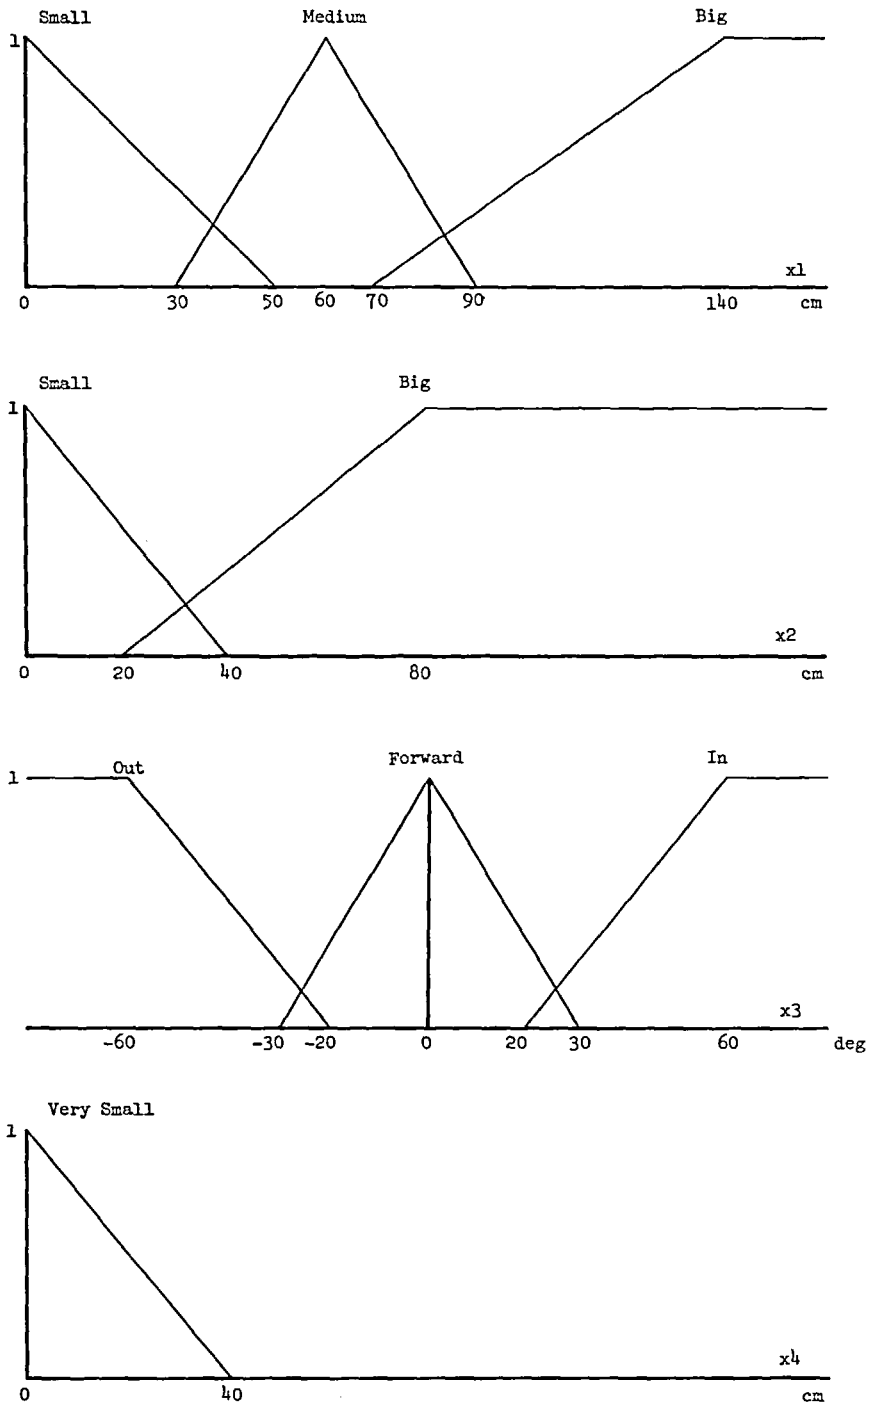 Small Medium Big
1
x1
0 30 50 60 70 90 140 cm
Small Big
1
x2
0 20 40 80 cm
Out Forward In
1
x3
-60 -30 -20 0 20 30 60 deg
Very Small
1
x4
0 40 cm